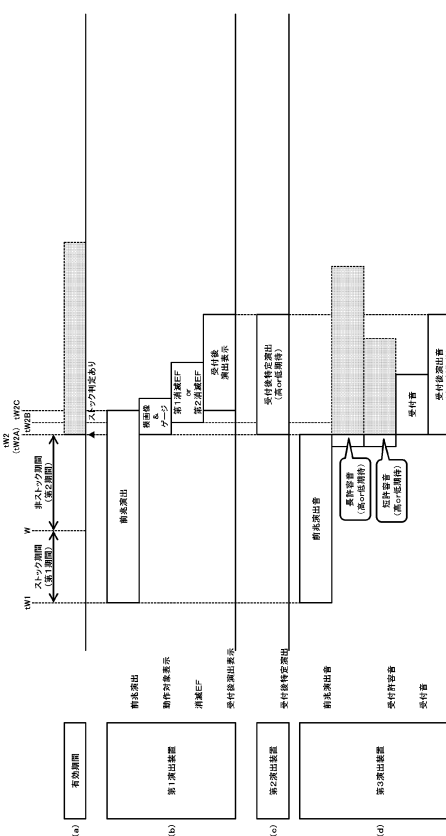 tW1
W
tW2
(tW2A)
tW2B
tW2C
ストック期間
(第1期間)
非ストック期間
(第2期間)
(a)
有効期間
ストック判定あり
(b)
第1演出装置
前兆演出
動作対象表示
消滅EF
受付後演出表示
前兆演出
模画像
&
ゲージ
第1消滅EF
or
第2消滅EF
受付後
演出表示
(c)
第2演出装置
受付後特定演出
受付後特定演出
(高or低期待)
(d)
第3演出装置
前兆演出音
受付許容音
受付音
前兆演出音
長許容音
(高or低期待)
短許容音
(高or低期待)
受付音
受付後演出音